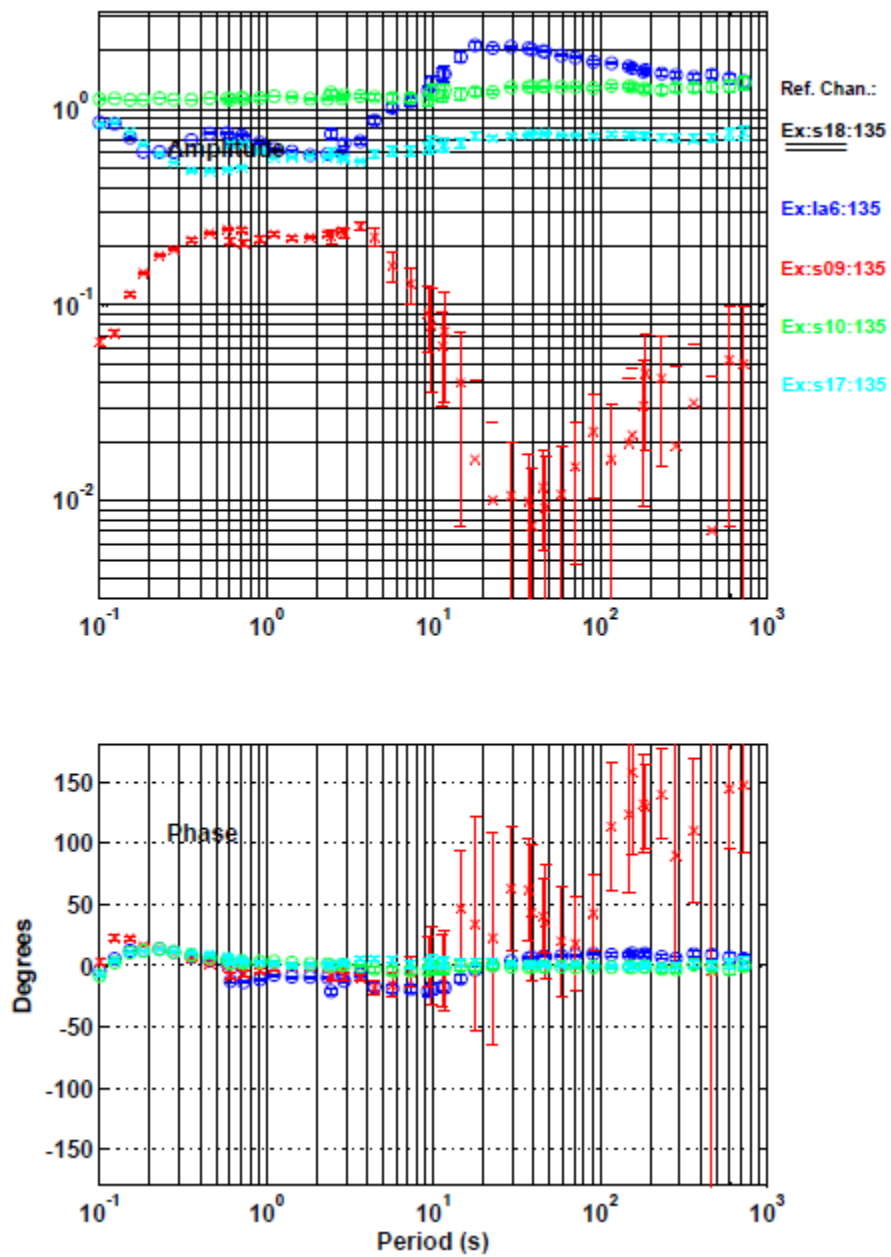 Ref. Chan.:
Ex:s18:135
Ex:la6:135
Ex:s09:135
Ex:s10:135
Ex:s17:135
10^0
Amplitude
10^-1
10^-2
10^-1 10^0 10^1 10^2 10^3
150
100
Phase
50
0
-50
-100
-150
Degrees
10^-1 10^0 10^1 10^2 10^3
Period (s)